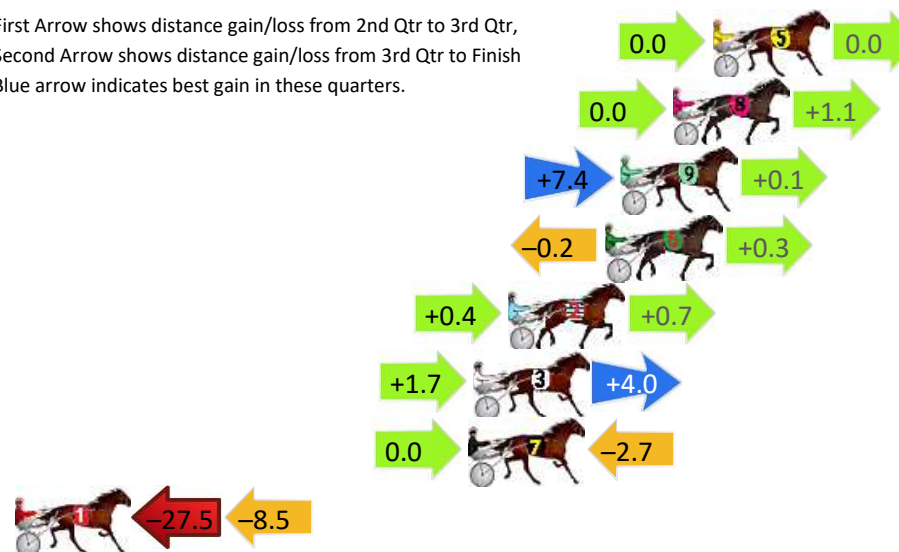 First Arrow shows distance gain/loss from 2nd Qtr to 3rd Qtr,
Second Arrow shows distance gain/loss from 3rd Qtr to Finish
Blue arrow indicates best gain in these quarters.
0.0 5 0.0
0.0 8 +1.1
+7.4 9 +0.1
–0.2 6 +0.3
+0.4 2 +0.7
+1.7 3 +4.0
0.0 7 –2.7
1 –27.5 –8.5